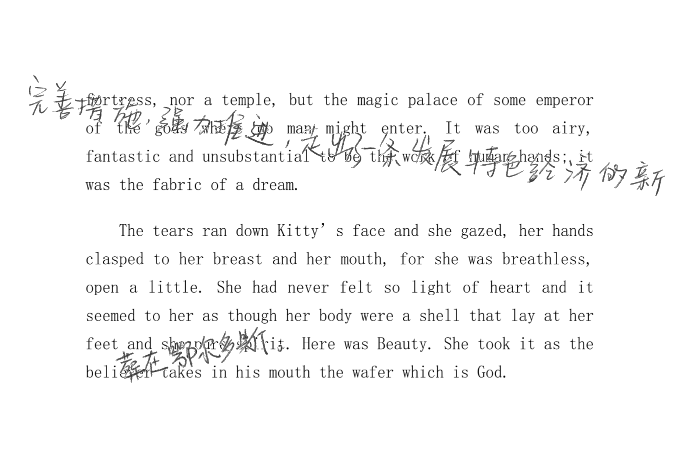 fortress, nor a temple, but the magic palace of some emperor
of the gods where no man might enter. It was too airy,
fantastic and unsubstantial to be the work of human hands; it
was the fabric of a dream.
The tears ran down Kitty's face and she gazed, her hands
clasped to her breast and her mouth, for she was breathless,
open a little. She had never felt so light of heart and it
seemed to her as though her body were a shell that lay at her
feet and she pure spirit. Here was Beauty. She took it as the
believer takes in his mouth the wafer which is God.
完善措施，强力推进，走出了一条发展特色经济的新
在鄂尔多斯。